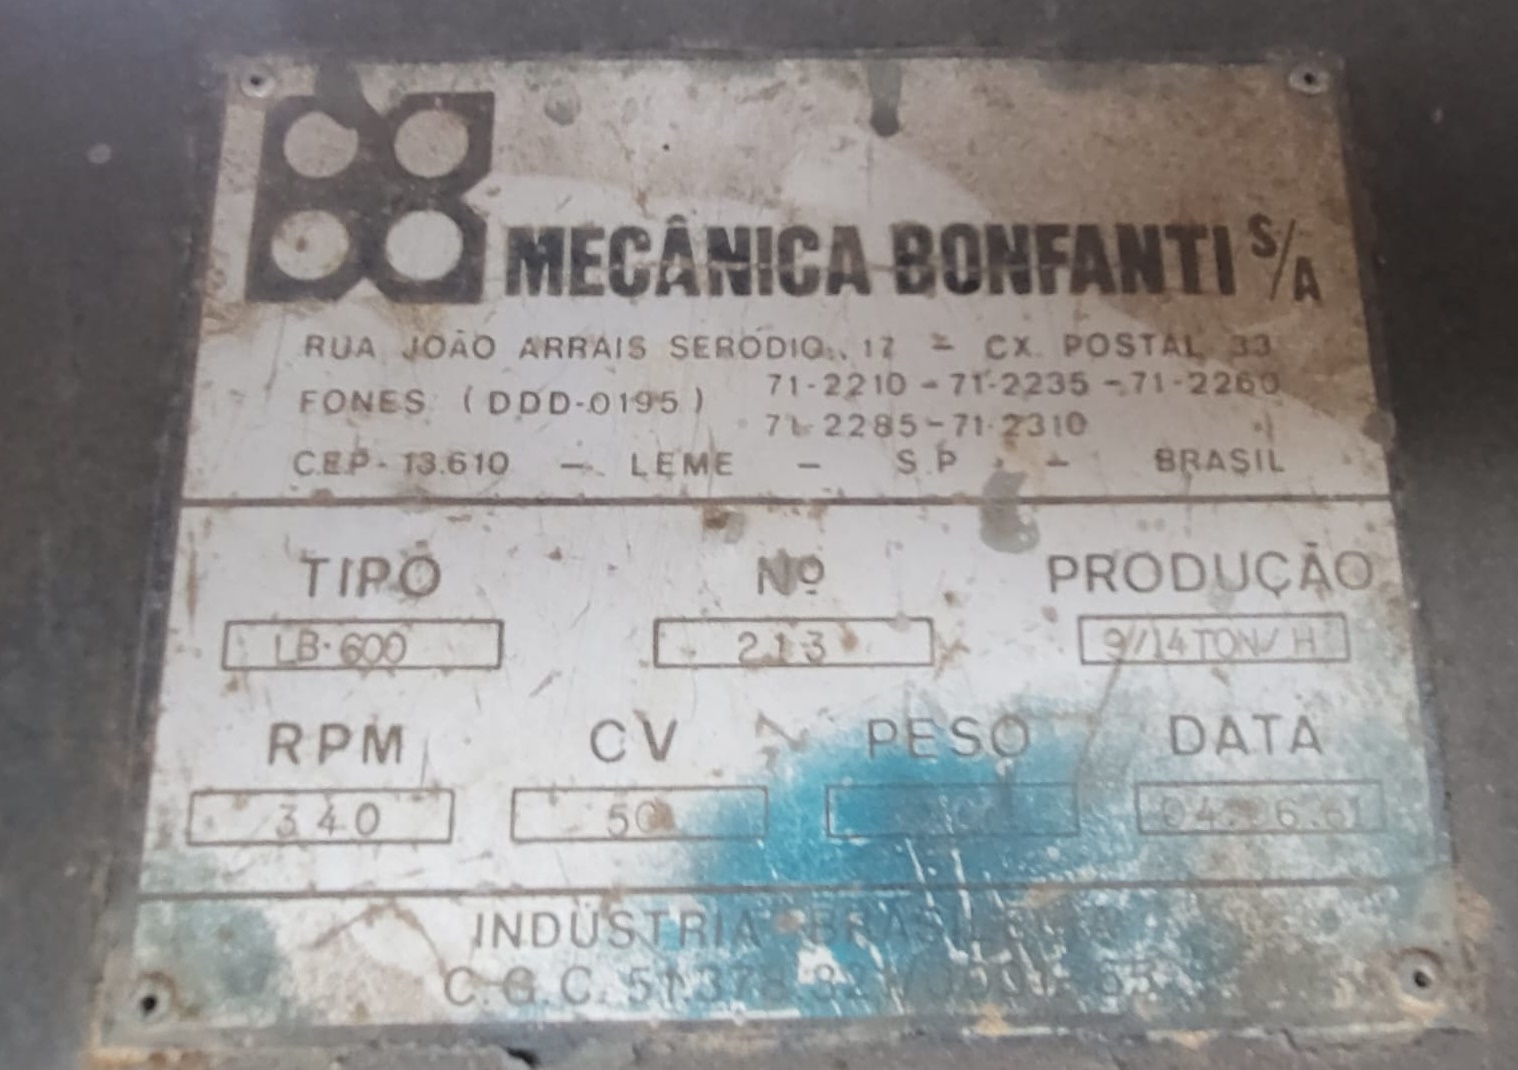 MECÂNICA BONFANTI S/A
RUA JOÃO ARRAIS SERÓDIO, 17 - CX. POSTAL 33
FONES (DDD-0195) 71-2210 - 71-2235 - 71-2260
71-2285 - 71-2310
CEP - 13.610 - LEME - S.P. - BRASIL
TIPO Nº PRODUÇÃO
LB-600 213 9//14 TON/H
RPM CV PESO DATA
340 50
INDÚSTRIA BRASILEIRA
C.G.C.